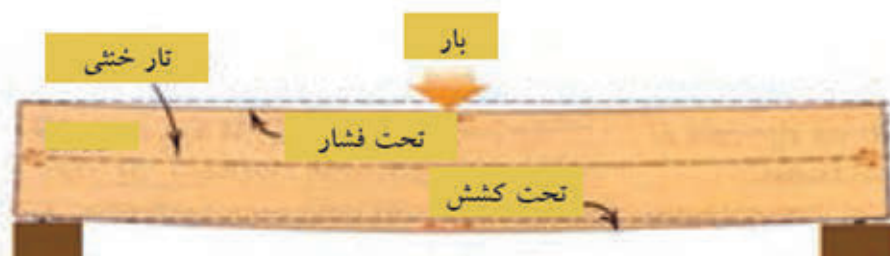 بار
تار خنثی
تحت فشار
تحت کشش